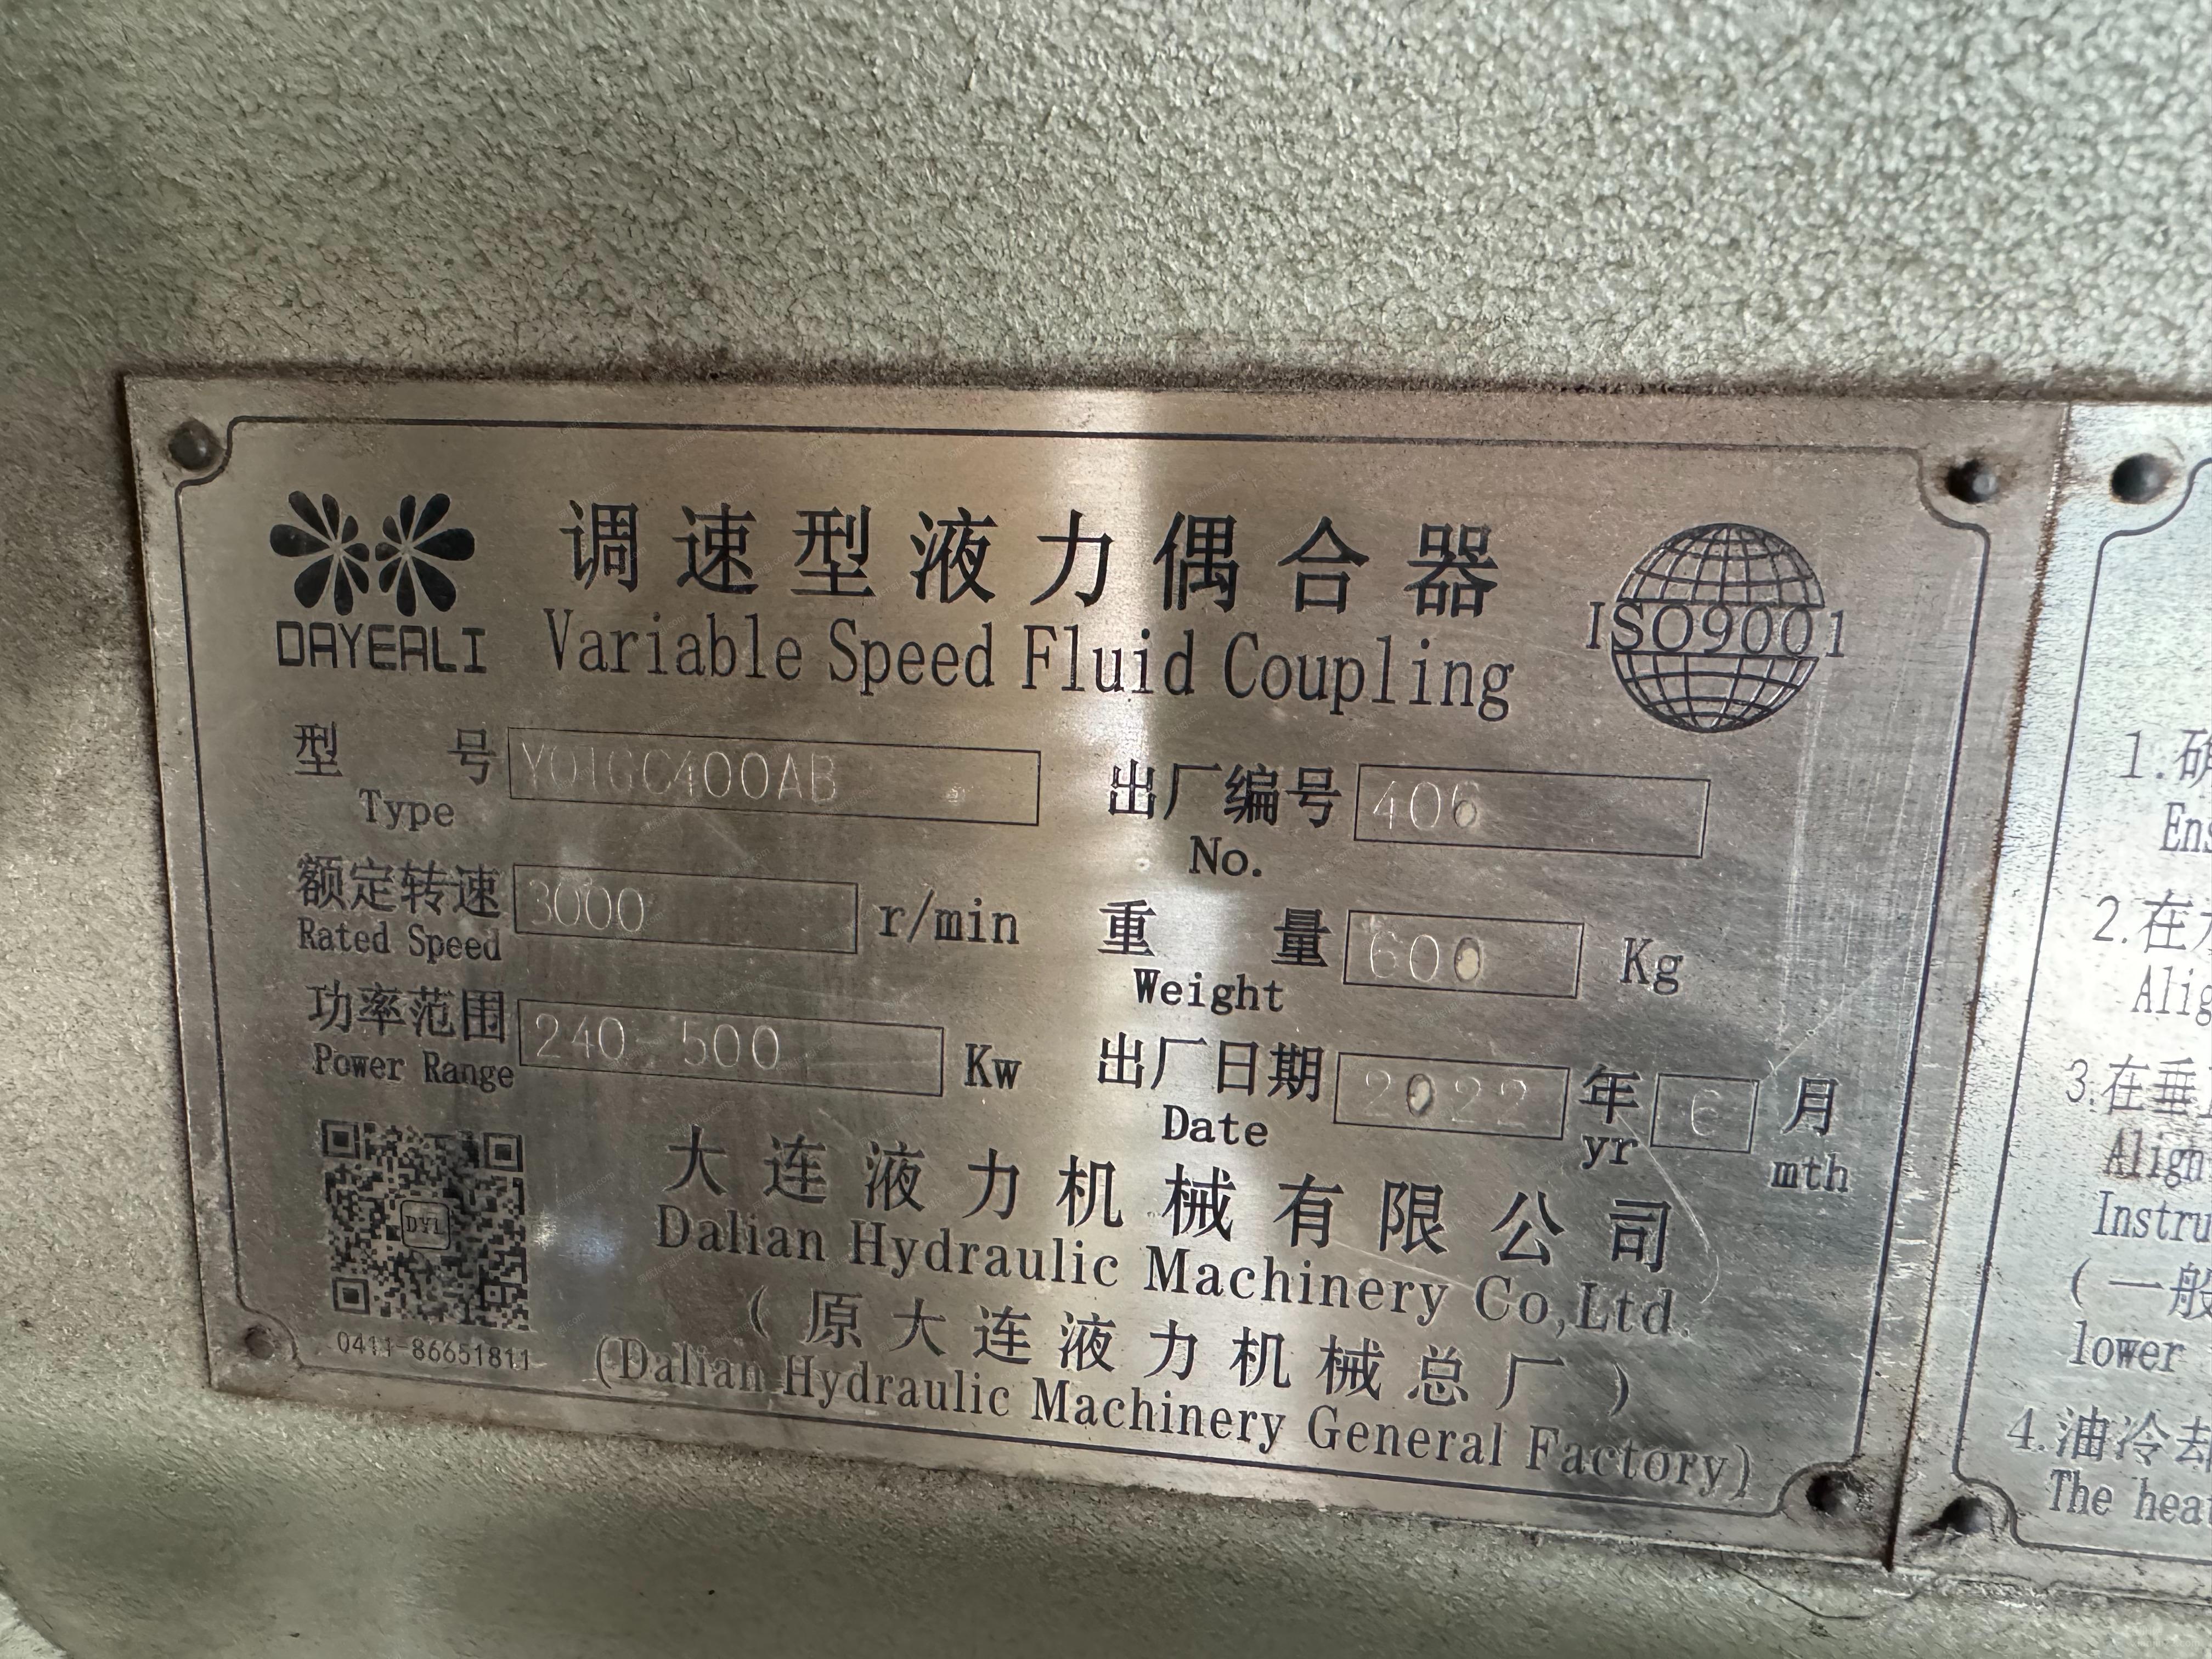 调速型液力偶合器
DAYEALI
Variable Speed Fluid Coupling
ISO9001
型号 YOTGC400AB
Type
出厂编号 406
No.
额定转速 3000 r/min
Rated Speed
重量 600 Kg
Weight
功率范围 240-500 Kw
Power Range
出厂日期 2022 年 6 月
Date yr mth
大连液力机械有限公司
Dalian Hydraulic Machinery Co,Ltd.
(原大连液力机械总厂)
(Dalian Hydraulic Machinery General Factory)
DYL
0411-86651811
1.确
Ens
2.在
Alig
3.在垂
Align
Instru
(一般
lower
4.油冷却
The heat